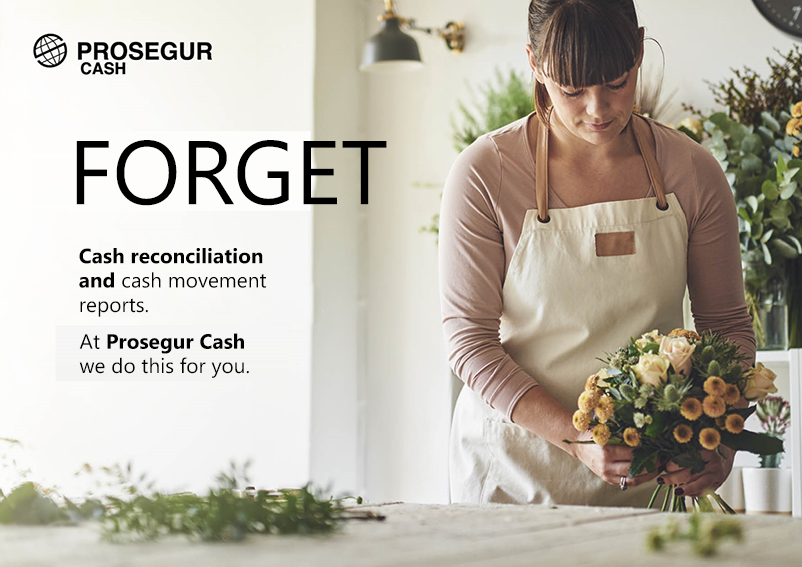 PROSEGUR
CASH
FORGET
Cash reconciliation
and cash movement
reports.
At Prosegur Cash
we do this for you.